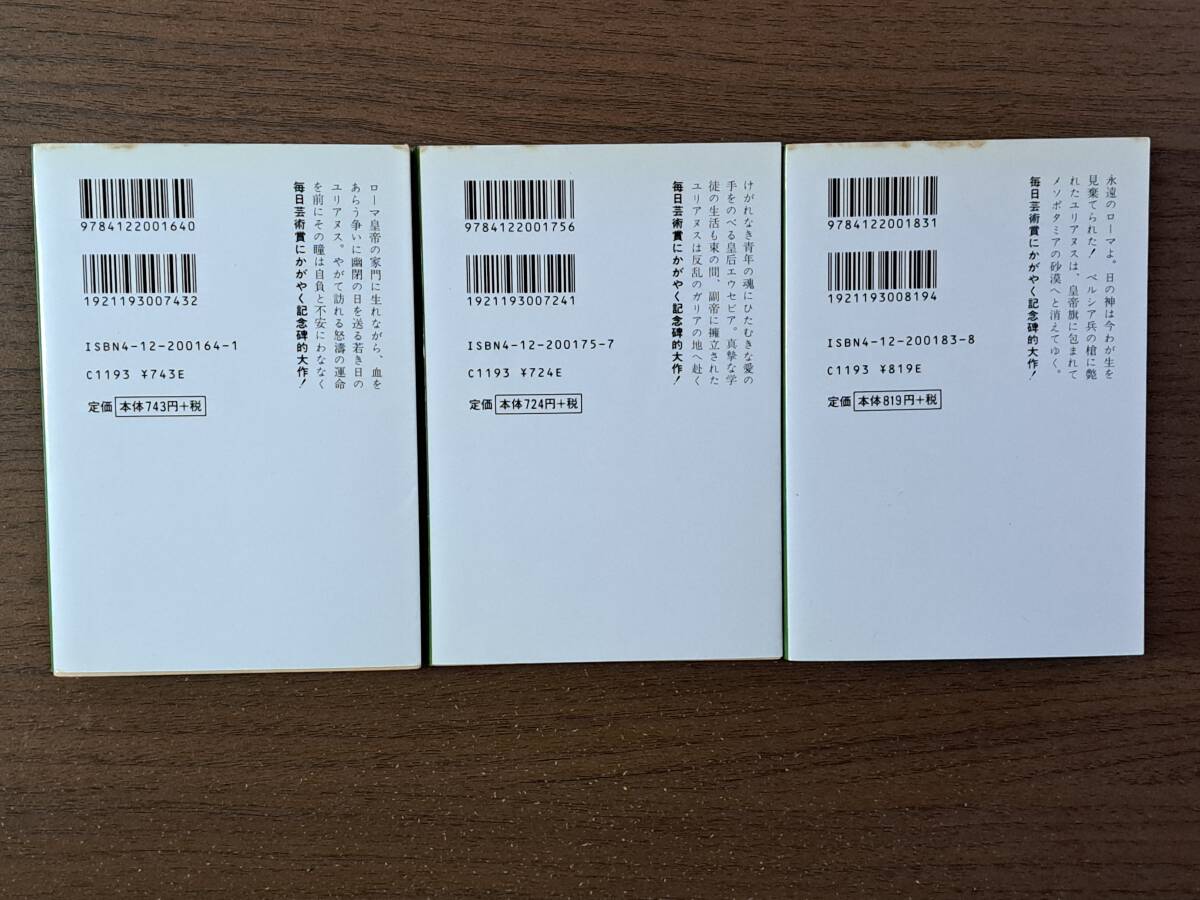 9784122001640
1921193007432
ISBN4-12-200164-1
C1193 ¥743E
定価 本体743円+税
ローマ皇帝の家門に生れながら、血を
あらう争いに幽閉の日を送る若き日の
ユリアヌス。やがて訪れる怒濤の運命
を前にその瞳は自負と不安にわななく
毎日芸術賞にかがやく記念碑的大作!
9784122001756
1921193007241
ISBN4-12-200175-7
C1193 ¥724E
定価 本体724円+税
けがれなき青年の魂にひたむきな愛の
手をのべる皇后エウセビア。真摯な学
徒の生活も束の間、副帝に擁立された
ユリアヌスは反乱のガリアの地へ赴く
毎日芸術賞にかがやく記念碑的大作!
9784122001831
1921193008194
ISBN4-12-200183-8
C1193 ¥819E
定価 本体819円+税
永遠のローマよ。日の神は今わが生を
見棄てられた! ペルシア兵の槍に斃
れたユリアヌスは、皇帝旗に包まれて
メソポタミアの砂漠へと消えてゆく。
毎日芸術賞にかがやく記念碑的大作!